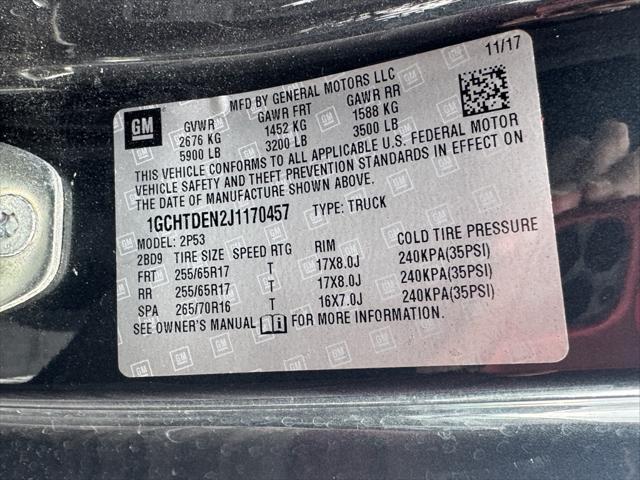 11/17
MFD BY GENERAL MOTORS LLC
GM
GVWR GAWR FRT GAWR RR
2676 KG 1452 KG 1588 KG
5900 LB 3200 LB 3500 LB
THIS VEHICLE CONFORMS TO ALL APPLICABLE U.S. FEDERAL MOTOR
VEHICLE SAFETY AND THEFT PREVENTION STANDARDS IN EFFECT ON
THE DATE OF MANUFACTURE SHOWN ABOVE.
1GCHTDEN2J1170457 TYPE: TRUCK
MODEL: 2P53
2BD9 TIRE SIZE SPEED RTG RIM COLD TIRE PRESSURE
FRT 255/65R17 T 17X8.0J 240KPA(35PSI)
RR 255/65R17 T 17X8.0J 240KPA(35PSI)
SPA 265/70R16 T 16X7.0J 240KPA(35PSI)
SEE OWNER'S MANUAL FOR MORE INFORMATION.